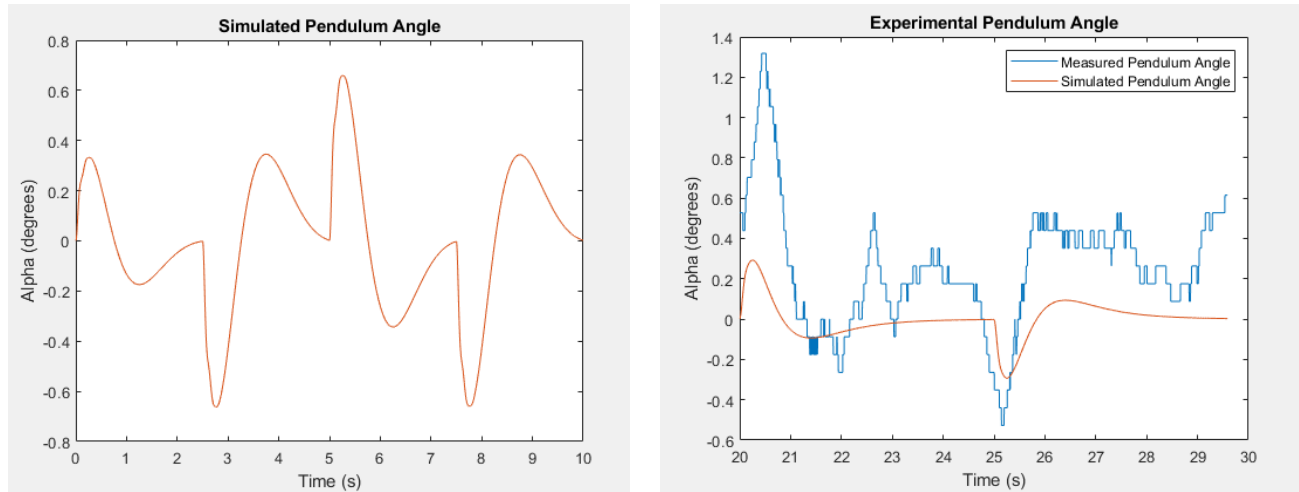 Simulated Pendulum Angle
0.8
0.6
0.4
0.2
0
-0.2
-0.4
-0.6
-0.8
Alpha (degrees)
0 1 2 3 4 5 6 7 8 9 10
Time (s)
Experimental Pendulum Angle
Measured Pendulum Angle
Simulated Pendulum Angle
1.4
1.2
1
0.8
0.6
0.4
0.2
0
-0.2
-0.4
-0.6
Alpha (degrees)
20 21 22 23 24 25 26 27 28 29 30
Time (s)